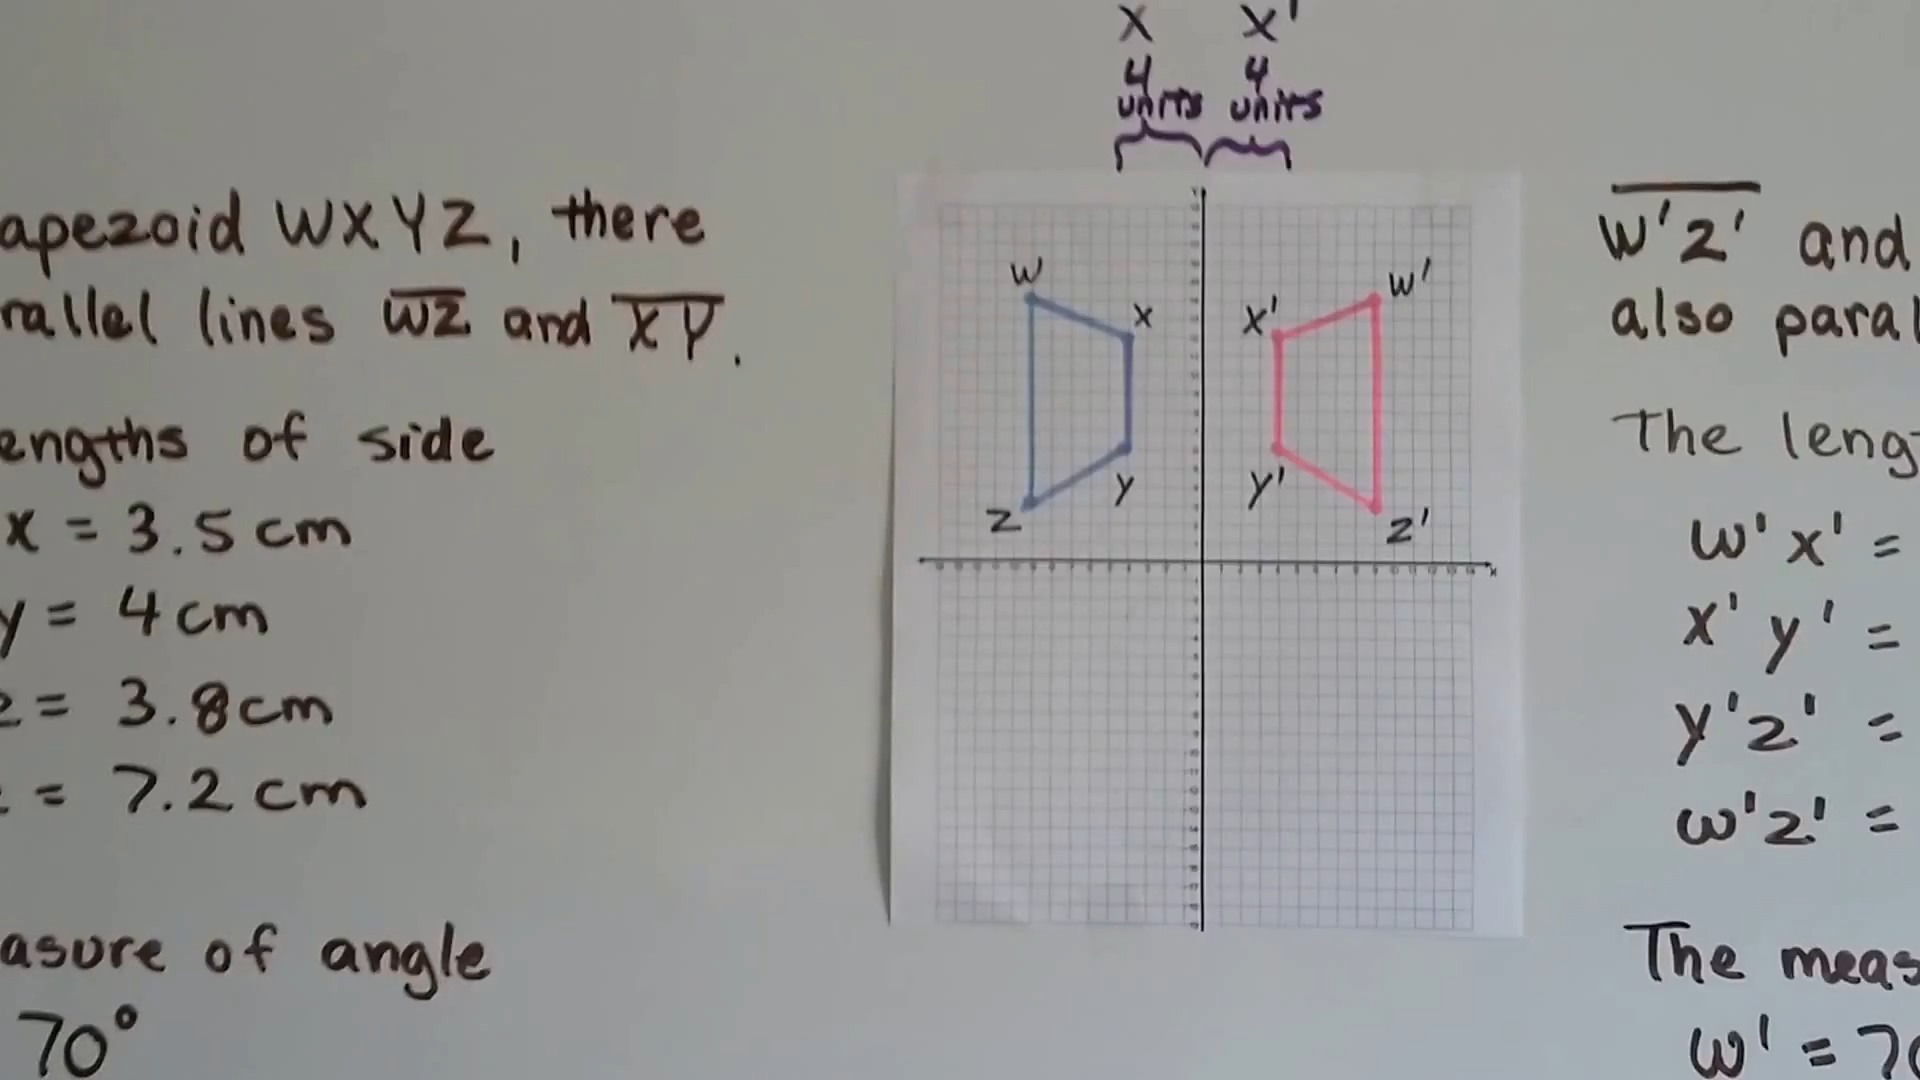 X X'
4 4
units units
apezoid WXYZ, there
rallel lines WZ and XY.
engths of side
x = 3.5 cm
y = 4 cm
z = 3.8 cm
= 7.2 cm
asure of angle
70°
W
X
Y
Z
X'
W'
Y'
Z'
x
W'Z' and
also paral
The leng
W'X' =
X'Y' =
Y'Z' =
W'Z' =
The meas
W' = 70